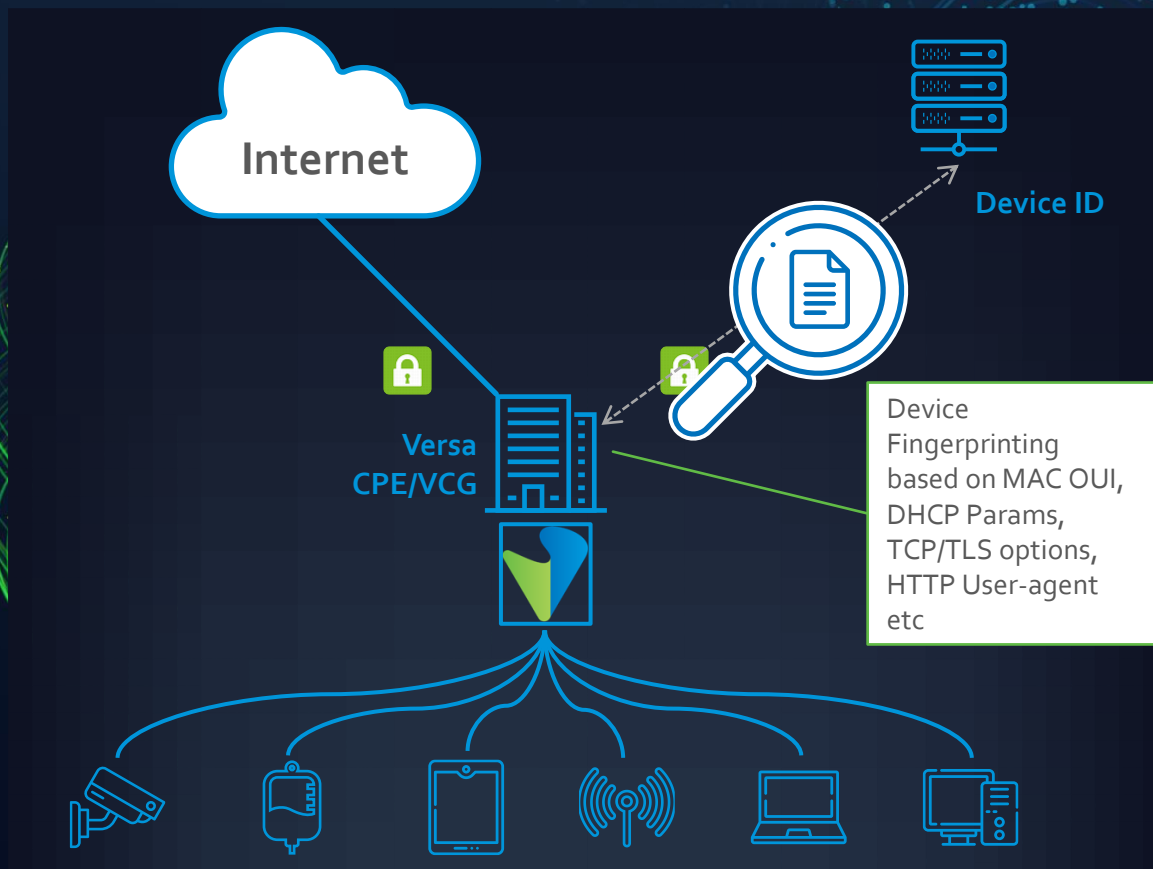 Internet
Device ID
Versa
CPE/VCG
Device
Fingerprinting
based on MAC OUI,
DHCP Params,
TCP/TLS options,
HTTP User-agent
etc